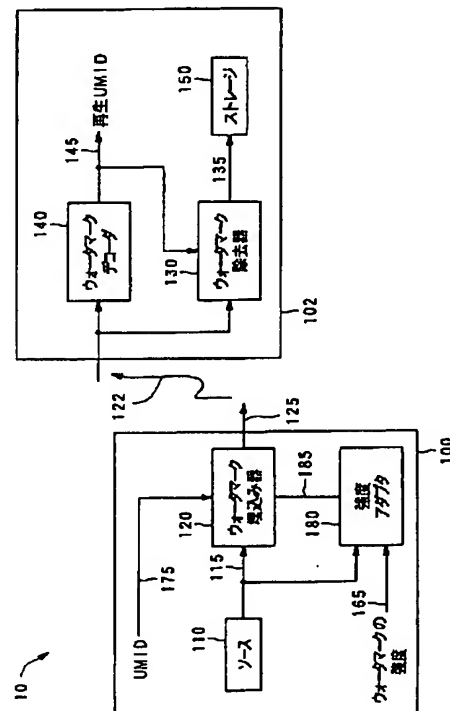 10
UMID
175
ソース
110
115
ウォータマーク
埋込み器
120
125
122
185
強度
アダプタ
180
165
ウォータマークの
強度
100
ウォータマーク
デコーダ
140
145
再生UMID
ウォータマーク
除去器
130
135
ストレージ
150
102